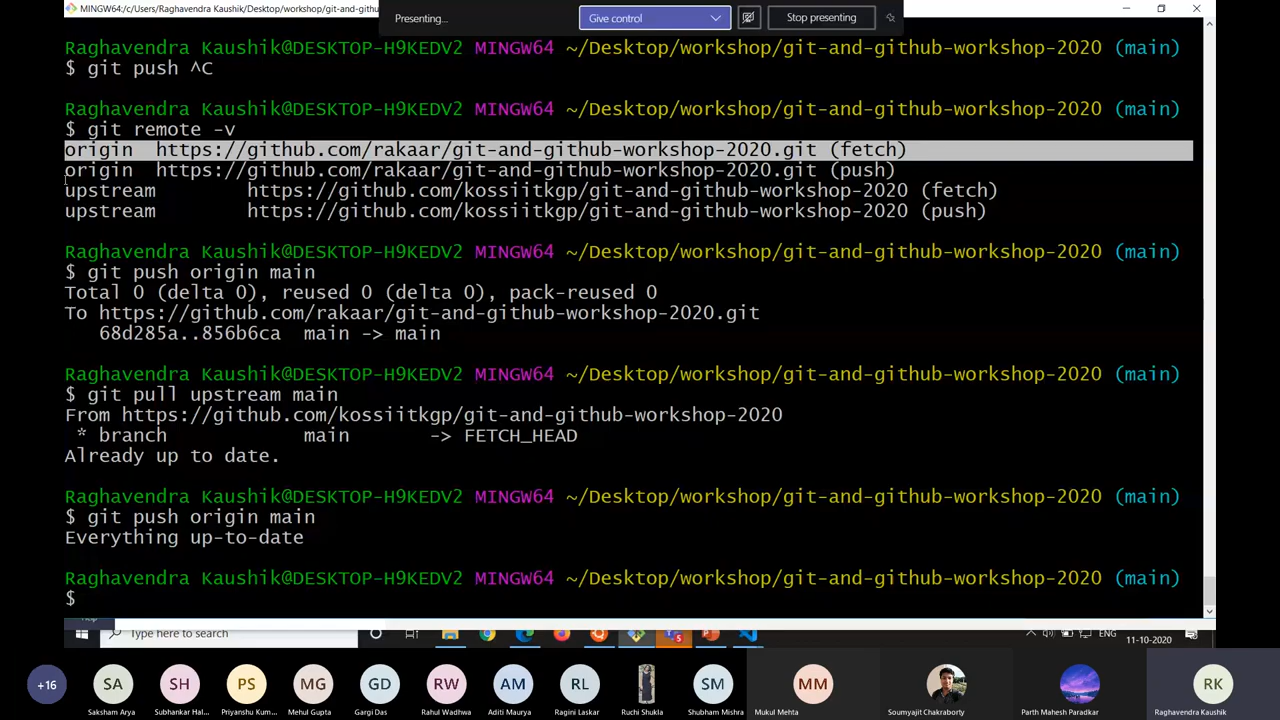 MINGW64:/c/Users/Raghavendra Kaushik/Desktop/workshop/git-and-github-workshop-2020
Presenting...
Give control
Stop presenting
Raghavendra Kaushik@DESKTOP-H9KEDV2 MINGW64 ~/Desktop/workshop/git-and-github-workshop-2020 (main)
$ git push ^C
Raghavendra Kaushik@DESKTOP-H9KEDV2 MINGW64 ~/Desktop/workshop/git-and-github-workshop-2020 (main)
$ git remote -v
origin https://github.com/rakaar/git-and-github-workshop-2020.git (fetch)
origin https://github.com/rakaar/git-and-github-workshop-2020.git (push)
upstream https://github.com/kossiitkgp/git-and-github-workshop-2020 (fetch)
upstream https://github.com/kossiitkgp/git-and-github-workshop-2020 (push)
Raghavendra Kaushik@DESKTOP-H9KEDV2 MINGW64 ~/Desktop/workshop/git-and-github-workshop-2020 (main)
$ git push origin main
Total 0 (delta 0), reused 0 (delta 0), pack-reused 0
To https://github.com/rakaar/git-and-github-workshop-2020.git
68d285a..856b6ca main -> main
Raghavendra Kaushik@DESKTOP-H9KEDV2 MINGW64 ~/Desktop/workshop/git-and-github-workshop-2020 (main)
$ git pull upstream main
From https://github.com/kossiitkgp/git-and-github-workshop-2020
* branch main -> FETCH_HEAD
Already up to date.
Raghavendra Kaushik@DESKTOP-H9KEDV2 MINGW64 ~/Desktop/workshop/git-and-github-workshop-2020 (main)
$ git push origin main
Everything up-to-date
Raghavendra Kaushik@DESKTOP-H9KEDV2 MINGW64 ~/Desktop/workshop/git-and-github-workshop-2020 (main)
$
Type here to search
ENG
11-10-2020
+16 SA SH PS MG GD RW AM RL SM MM RK
Saksham Arya Subhankar Hal... Priyanshu Kum... Mehul Gupta Gargi Das Rahul Wadhwa Aditi Maurya Ragini Laskar Ruchi Shukla Shubham Mishra Mukul Mehta Soumyajit Chakraborty Parth Mahesh Paradkar Raghavendra Kaushik